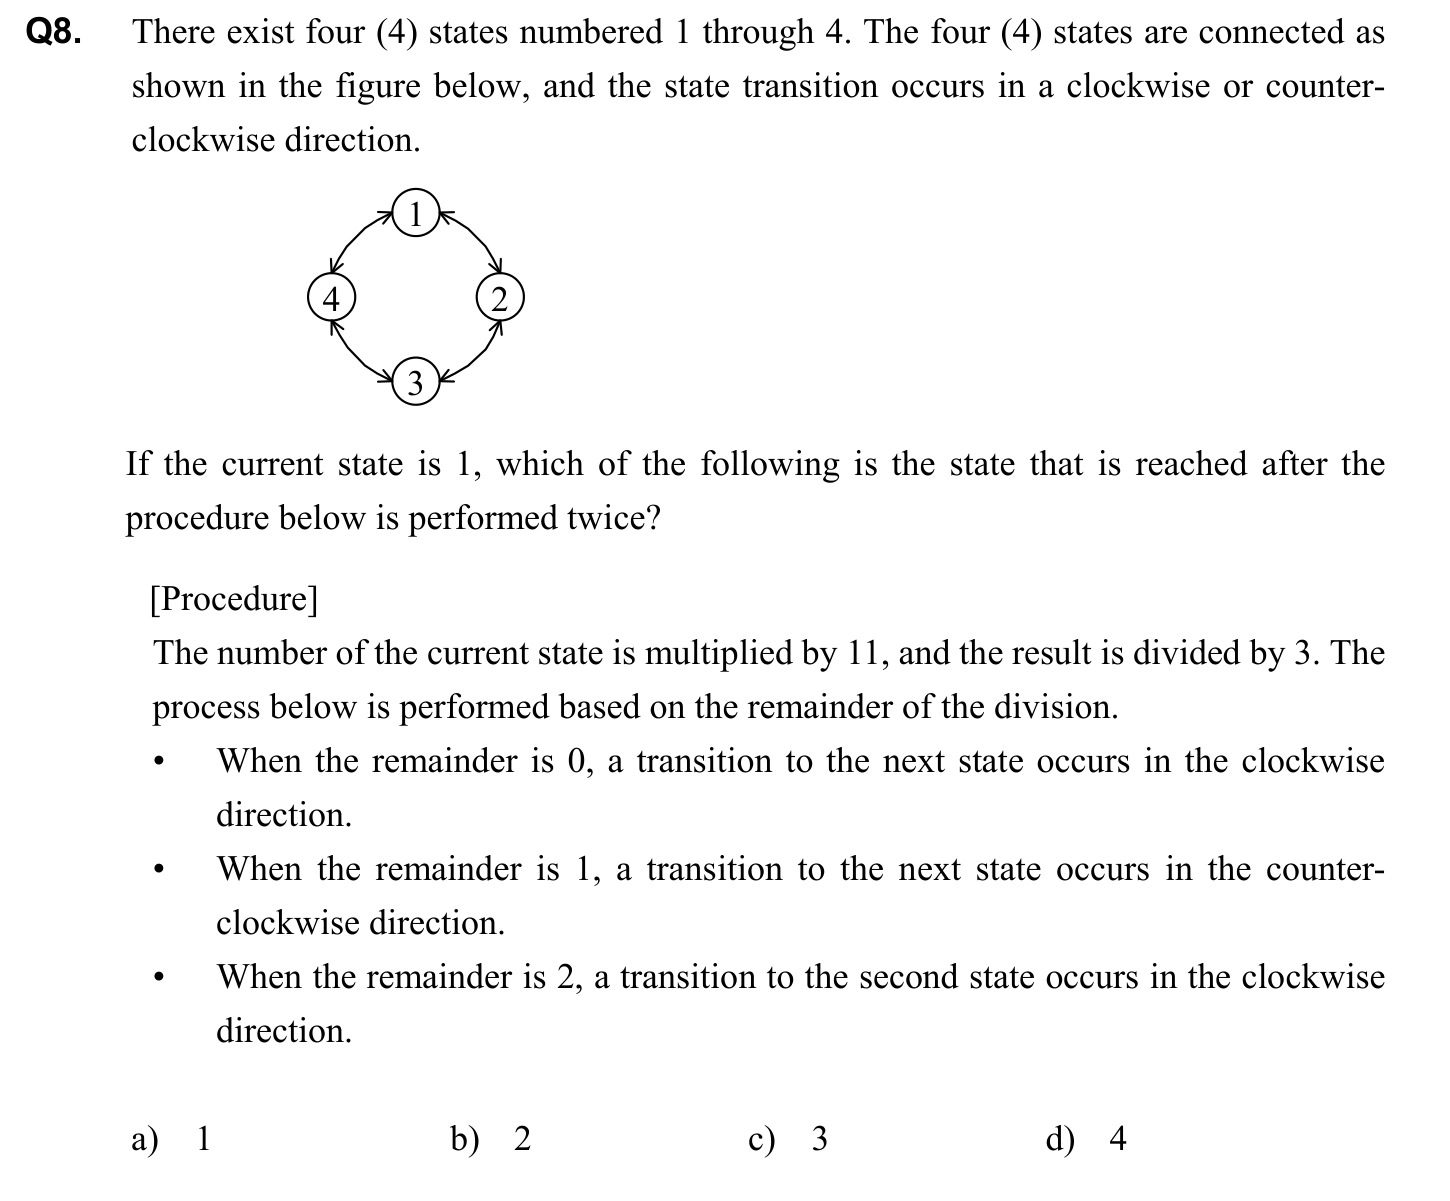 Q8. There exist four (4) states numbered 1 through 4. The four (4) states are connected as
shown in the figure below, and the state transition occurs in a clockwise or counter-
clockwise direction.
1
4 2
3
If the current state is 1, which of the following is the state that is reached after the
procedure below is performed twice?
[Procedure]
The number of the current state is multiplied by 11, and the result is divided by 3. The
process below is performed based on the remainder of the division.
• When the remainder is 0, a transition to the next state occurs in the clockwise
direction.
• When the remainder is 1, a transition to the next state occurs in the counter-
clockwise direction.
• When the remainder is 2, a transition to the second state occurs in the clockwise
direction.
a) 1 b) 2 c) 3 d) 4